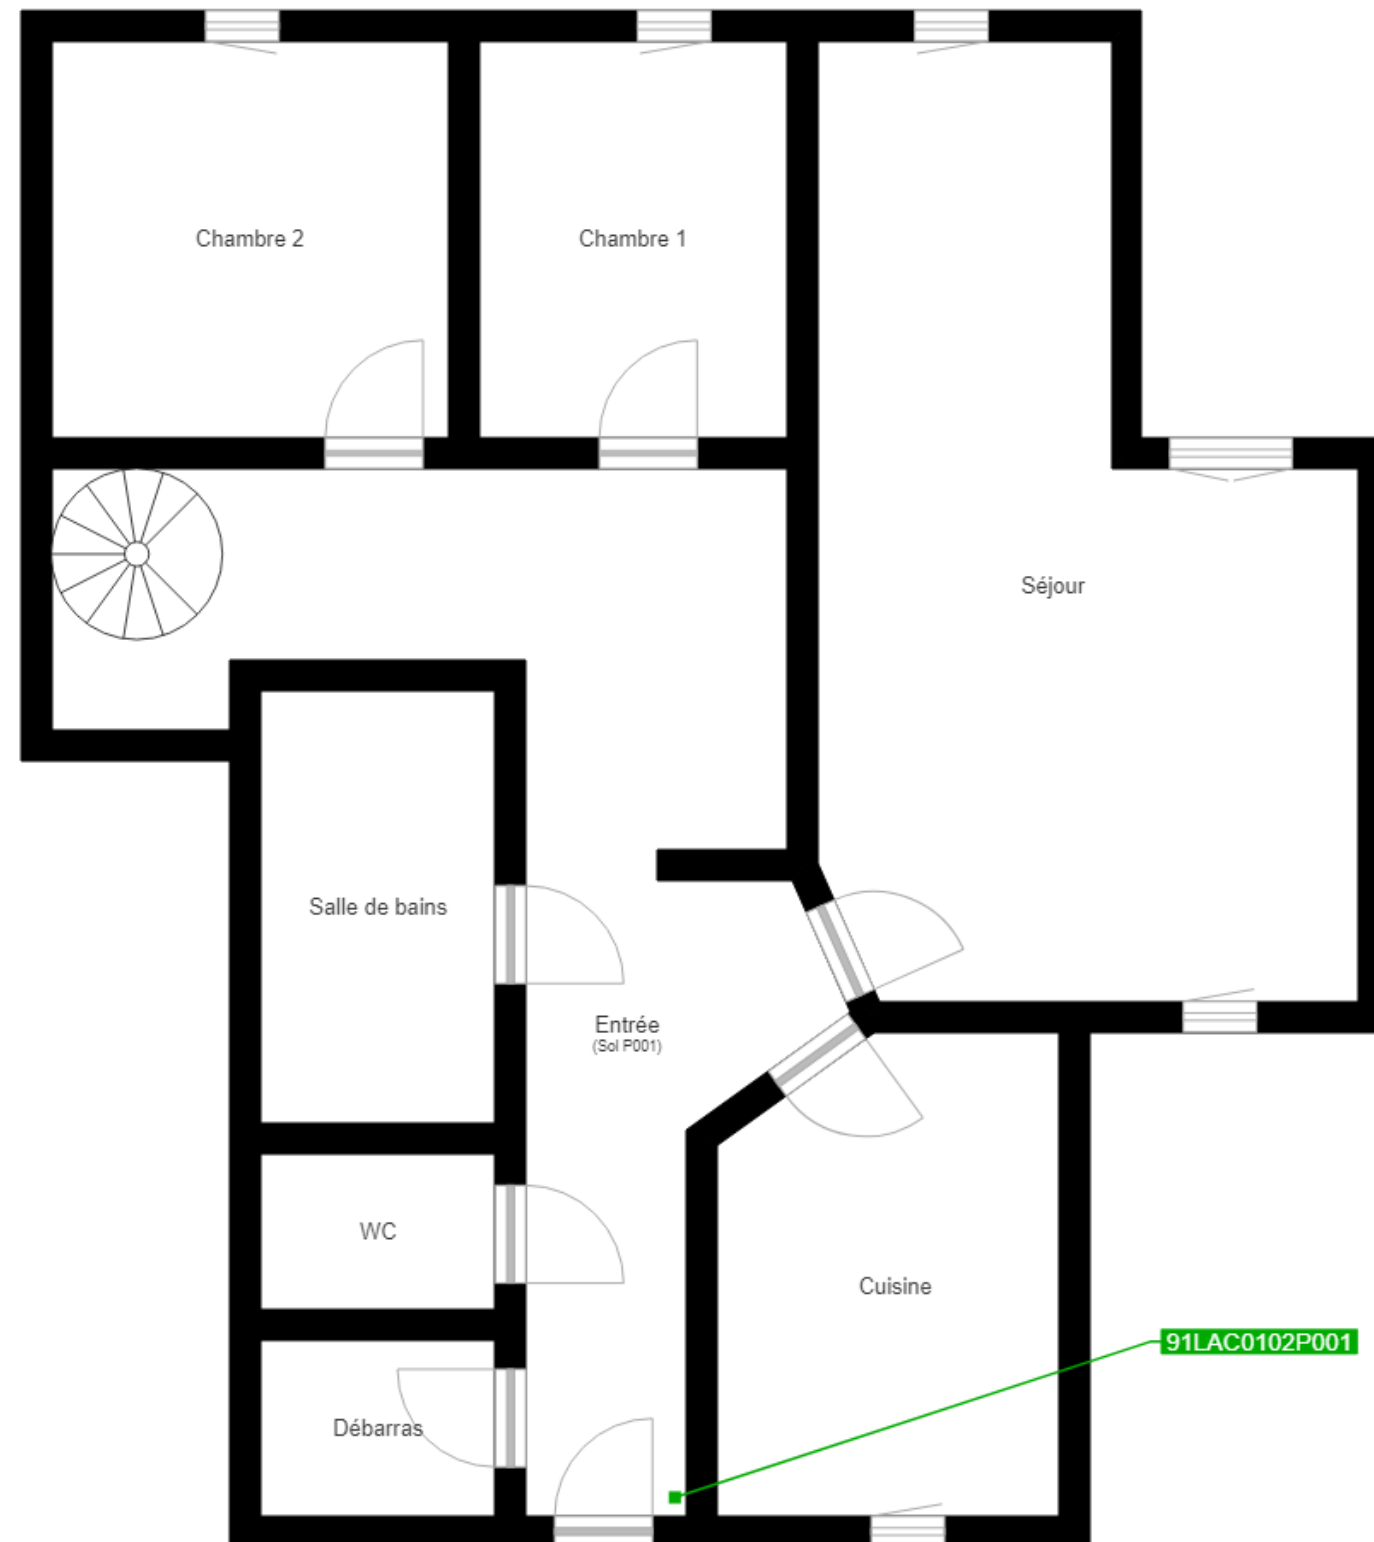 Chambre 2
Chambre 1
Séjour
Salle de bains
Entrée
(Sol P001)
WC
Cuisine
91LAC0102P001
Débarras